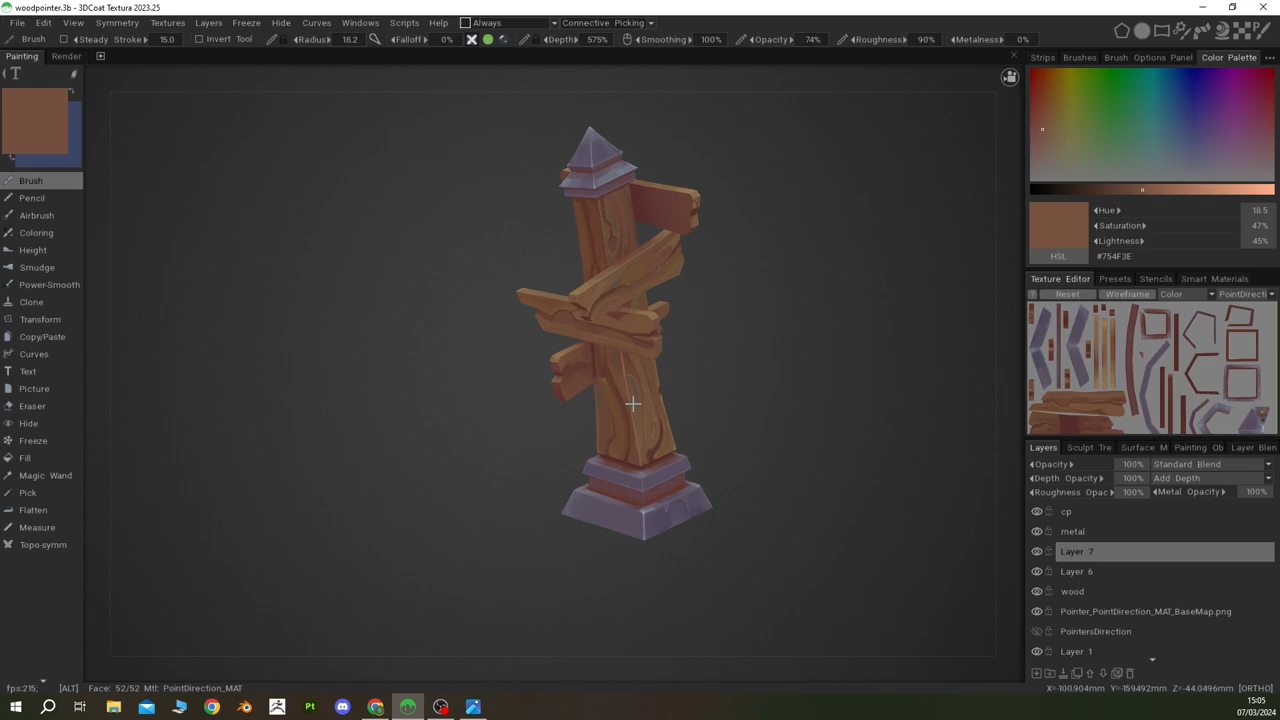 woodpointer.3b - 3DCoat Textura 2023.25
File Edit View Symmetry Textures Layers Freeze Hide Curves Windows Scripts Help Always Connective Picking
Brush Steady Stroke 15.0 Invert Tool Radius 18.2 Falloff 0% Depth 575% Smoothing 100% Opacity 74% Roughness 90% Metalness 0%
Painting Render
Strips Brushes Brush Options Panel Color Palette
Brush
Pencil
Airbrush
Coloring
Height
Smudge
Power-Smooth
Clone
Transform
Copy/Paste
Curves
Text
Picture
Eraser
Hide
Freeze
Fill
Magic Wand
Pick
Flatten
Measure
Topo-symm
Hue 18.5
Saturation 47%
Lightness 45%
HSL #754F3E
Texture Editor Presets Stencils Smart Materials
? Reset Wireframe Color PointDirecti
Layers Sculpt Tre Surface M Painting Ob Layer Blen
Opacity 100% Standard Blend
Depth Opacity 100% Add Depth
Roughness Opac 100% Metal Opacity 100%
cp
metal
Layer 7
Layer 6
wood
Pointer_PointDirection_MAT_BaseMap.png
PointersDirection
Layer 1
fps:215; [ALT] Face: 52/52 Mtl: PointDirection_MAT
X=-100.904mm Y=-159.492mm Z=-44.0496mm [ORTHO]
Pt
15:05
07/03/2024